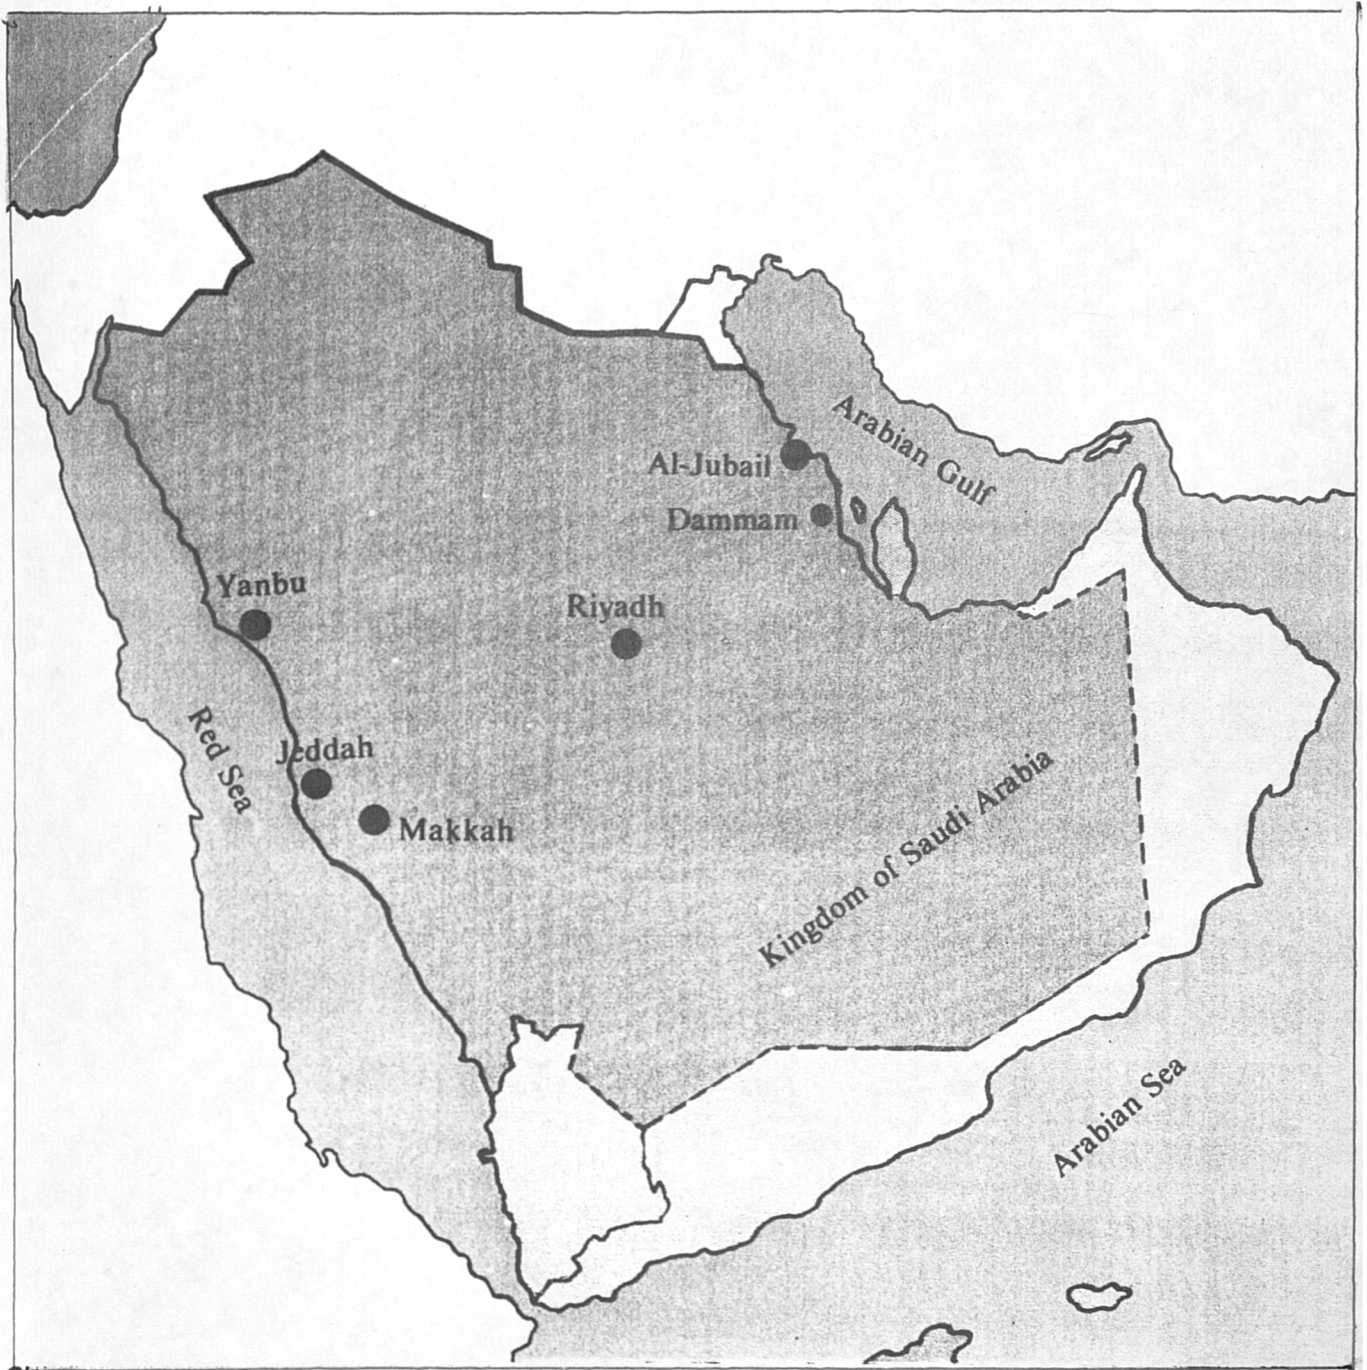 Arabian Gulf
Al-Jubail
Dammam
Yanbu
Riyadh
Red Sea
Jeddah
Makkah
Kingdom of Saudi Arabia
Arabian Sea